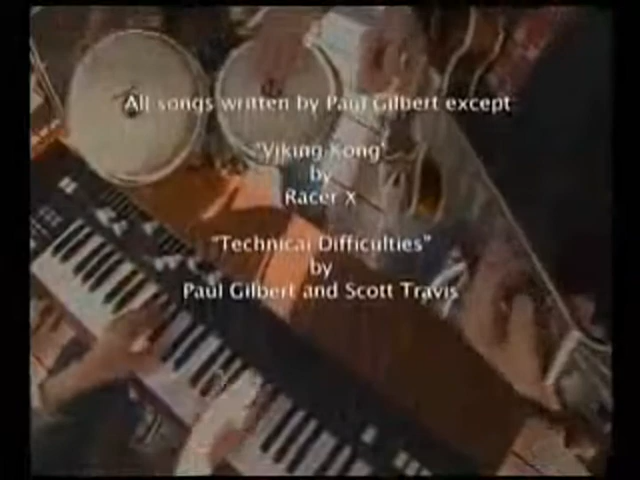 All songs written by Paul Gilbert except
"Viking Kong"
by
Racer X
"Technical Difficulties"
by
Paul Gilbert and Scott Travis